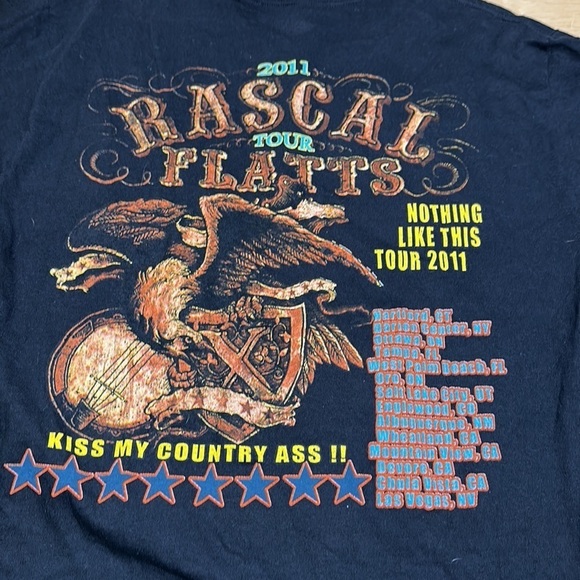 2011
RASCAL
TOUR
FLATTS
NOTHING
LIKE THIS
TOUR 2011
Hartford, CT
Darien Center, NY
Ottawa, ON
Tampa, FL
West Palm Beach, FL
Oro, ON
Salt Lake City, UT
Englewood, CO
Albuquerque, NM
Wheatland, CA
Mountain View, CA
Devore, CA
Chula Vista, CA
Las Vegas, NV
KISS MY COUNTRY ASS !!